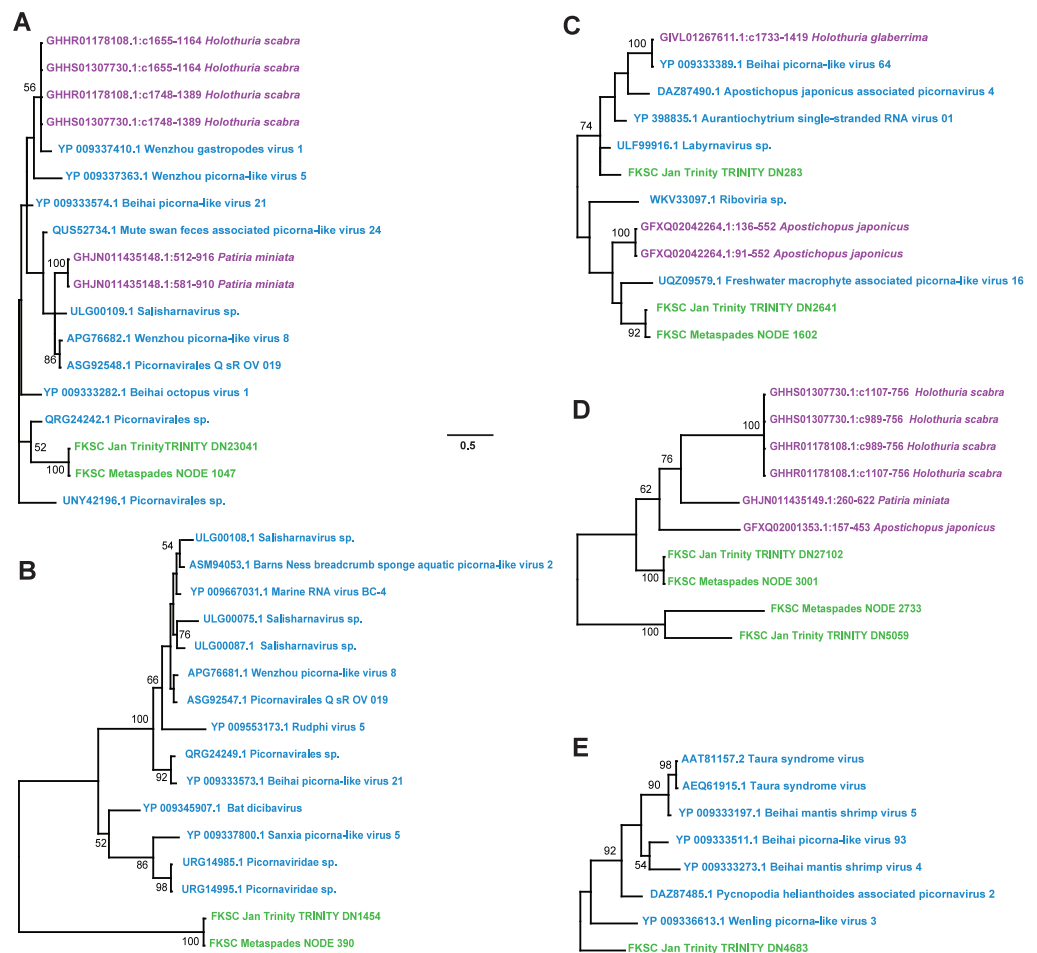 A
GHHR01178108.1:c1655-1164 Holothuria scabra
GHHS01307730.1:c1655-1164 Holothuria scabra
56
GHHR01178108.1:c1748-1389 Holothuria scabra
GHHS01307730.1:c1748-1389 Holothuria scabra
YP 009337410.1 Wenzhou gastropodes virus 1
YP 009337363.1 Wenzhou picorna-like virus 5
YP 009333574.1 Beihai picorna-like virus 21
QUS52734.1 Mute swan feces associated picorna-like virus 24
100
GHJN011435148.1:512-916 Patiria miniata
GHJN011435148.1:581-910 Patiria miniata
ULG00109.1 Salisharnavirus sp.
APG76682.1 Wenzhou picorna-like virus 8
86
ASG92548.1 Picornavirales Q sR OV 019
YP 009333282.1 Beihai octopus virus 1
QRG24242.1 Picornavirales sp.
52
FKSC Jan TrinityTRINITY DN23041
100
FKSC Metaspades NODE 1047
UNY42196.1 Picornavirales sp.
0.5
B
54
ULG00108.1 Salisharnavirus sp.
ASM94053.1 Barns Ness breadcrumb sponge aquatic picorna-like virus 2
YP 009667031.1 Marine RNA virus BC-4
ULG00075.1 Salisharnavirus sp.
76
ULG00087.1 Salisharnavirus sp.
66
APG76681.1 Wenzhou picorna-like virus 8
ASG92547.1 Picornavirales Q sR OV 019
100
YP 009553173.1 Rudphi virus 5
QRG24249.1 Picornavirales sp.
92
YP 009333573.1 Beihai picorna-like virus 21
YP 009345907.1 Bat dicibavirus
52
YP 009337800.1 Sanxia picorna-like virus 5
86
URG14985.1 Picornaviridae sp.
98
URG14995.1 Picornaviridae sp.
FKSC Jan Trinity TRINITY DN1454
100
FKSC Metaspades NODE 390
C
100
GIVL01267611.1:c1733-1419 Holothuria glaberrima
YP 009333389.1 Beihai picorna-like virus 64
DAZ87490.1 Apostichopus japonicus associated picornavirus 4
74
YP 398835.1 Aurantiochytrium single-stranded RNA virus 01
ULF99916.1 Labyrnavirus sp.
FKSC Jan Trinity TRINITY DN283
WKV33097.1 Riboviria sp.
100
GFXQ02042264.1:136-552 Apostichopus japonicus
GFXQ02042264.1:91-552 Apostichopus japonicus
UQZ09579.1 Freshwater macrophyte associated picorna-like virus 16
FKSC Jan Trinity TRINITY DN2641
92
FKSC Metaspades NODE 1602
D
GHHS01307730.1:c1107-756 Holothuria scabra
GHHS01307730.1:c989-756 Holothuria scabra
100
GHHR01178108.1:c989-756 Holothuria scabra
GHHR01178108.1:c1107-756 Holothuria scabra
76
62
GHJN011435149.1:260-622 Patiria miniata
GFXQ02001353.1:157-453 Apostichopus japonicus
FKSC Jan Trinity TRINITY DN27102
100
FKSC Metaspades NODE 3001
FKSC Metaspades NODE 2733
100
FKSC Jan Trinity TRINITY DN5059
E
98
AAT81157.2 Taura syndrome virus
90
AEQ61915.1 Taura syndrome virus
YP 009333197.1 Beihai mantis shrimp virus 5
92
YP 009333511.1 Beihai picorna-like virus 93
54
YP 009333273.1 Beihai mantis shrimp virus 4
DAZ87485.1 Pycnopodia helianthoides associated picornavirus 2
YP 009336613.1 Wenling picorna-like virus 3
FKSC Jan Trinity TRINITY DN4683